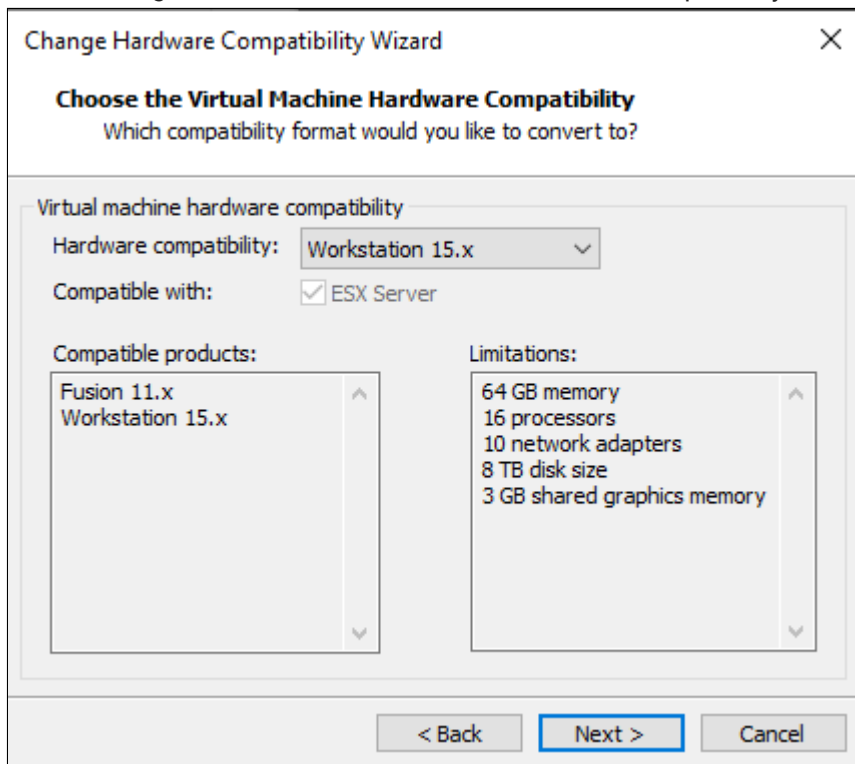 Change Hardware Compatibility Wizard
Choose the Virtual Machine Hardware Compatibility
Which compatibility format would you like to convert to?
Virtual machine hardware compatibility
Hardware compatibility: Workstation 15.x
Compatible with: ESX Server
Compatible products:
Fusion 11.x
Workstation 15.x
Limitations:
64 GB memory
16 processors
10 network adapters
8 TB disk size
3 GB shared graphics memory
< Back Next > Cancel